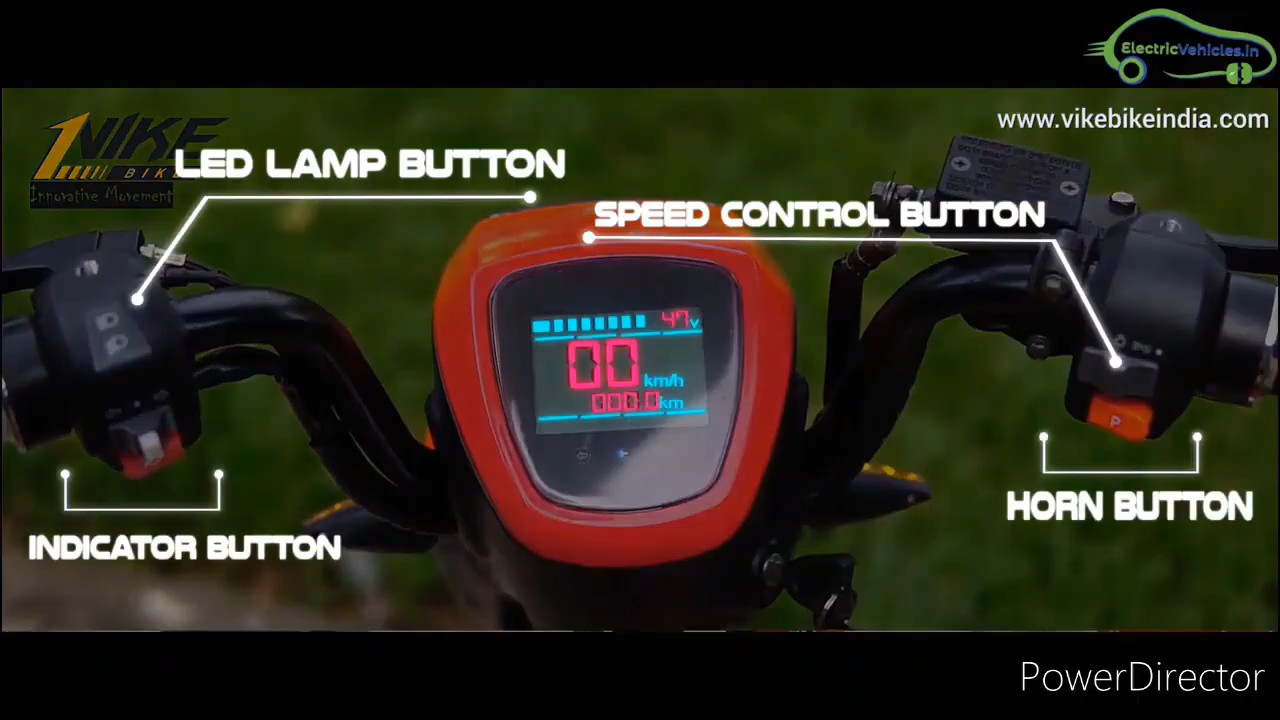 ElectricVehicles.in
www.vikebikeindia.com
VIKE
BIKE
Innovative Movement
LED LAMP BUTTON
SPEED CONTROL BUTTON
47V
00
km/h
000.0km
P
HORN BUTTON
INDICATOR BUTTON
PowerDirector